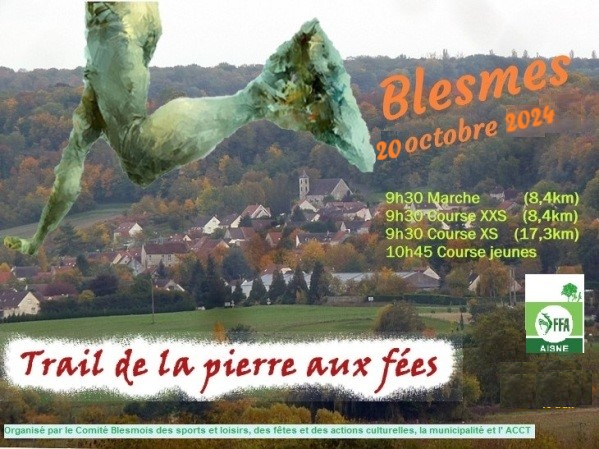 Blesmes
20 octobre 2024
9h30 Marche (8,4km)
9h30 Course XXS (8,4km)
9h30 Course XS (17,3km)
10h45 Course jeunes
FFA
AISNE
Trail de la pierre aux fées
Organisé par le Comité Blesmois des sports et loisirs, des fêtes et des actions culturelles, la municipalité et l' ACCT